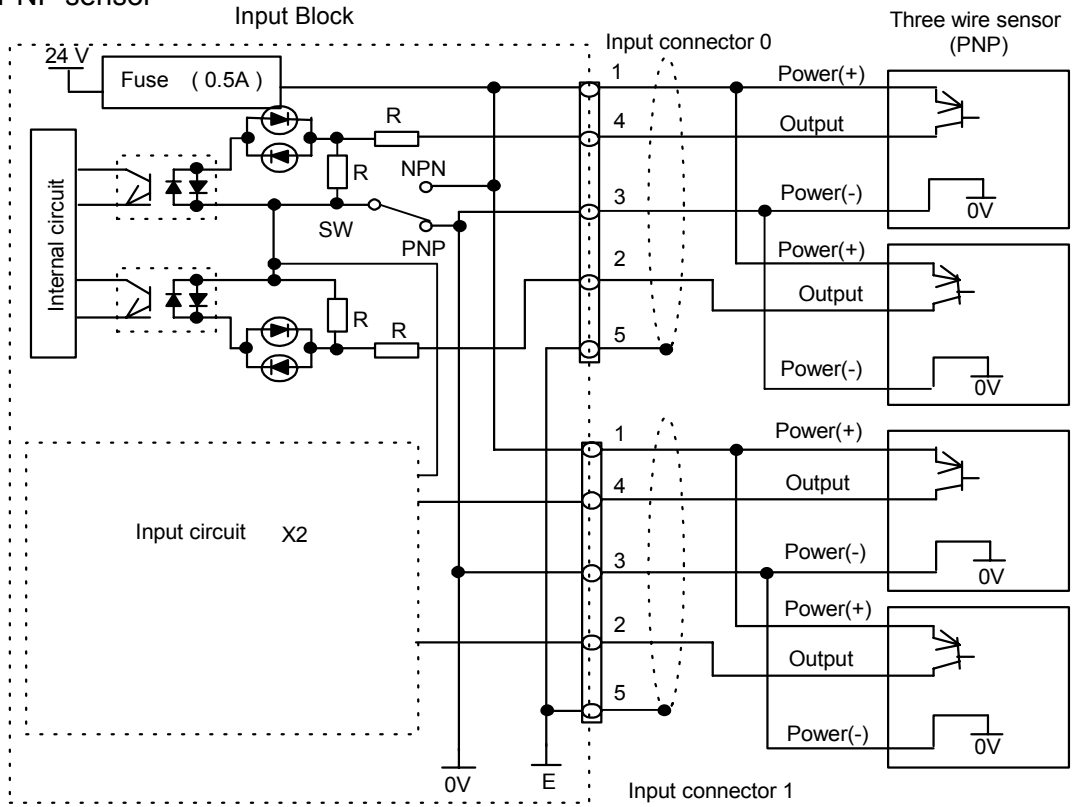 PNP sensor
Input Block
Three wire sensor
(PNP)
24 V
Fuse ( 0.5A )
Input connector 0
1
Power(+)
R
4
Output
R
NPN
Internal circuit
3
Power(-)
0V
SW
PNP
2
Power(+)
Output
R
R
5
Power(-)
0V
1
Power(+)
4
Output
Input circuit X2
3
Power(-)
0V
Power(+)
2
Output
5
Power(-)
0V
0V
E
Input connector 1